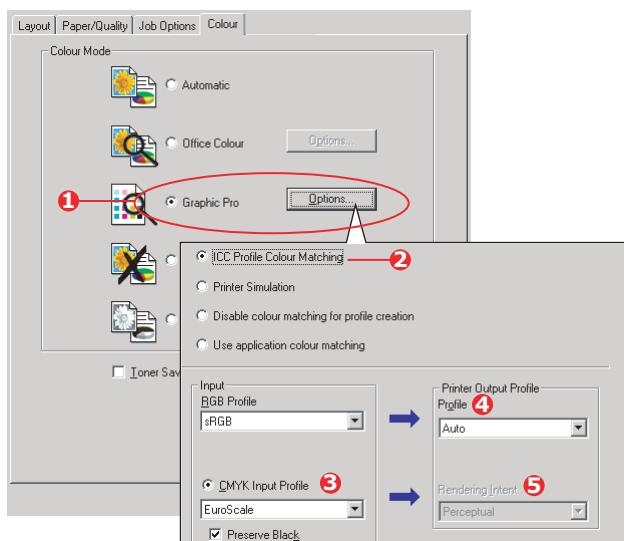 Layout Paper/Quality Job Options Colour
Colour Mode
Automatic
Office Colour Options...
1 Graphic Pro Options...
ICC Profile Colour Matching 2
Printer Simulation
Disable colour matching for profile creation
Use application colour matching
Toner Sav
Input
RGB Profile
sRGB
CMYK Input Profile 3
EuroScale
Preserve Black
Printer Output Profile
Profile 4
Auto
Rendering Intent 5
Perceptual